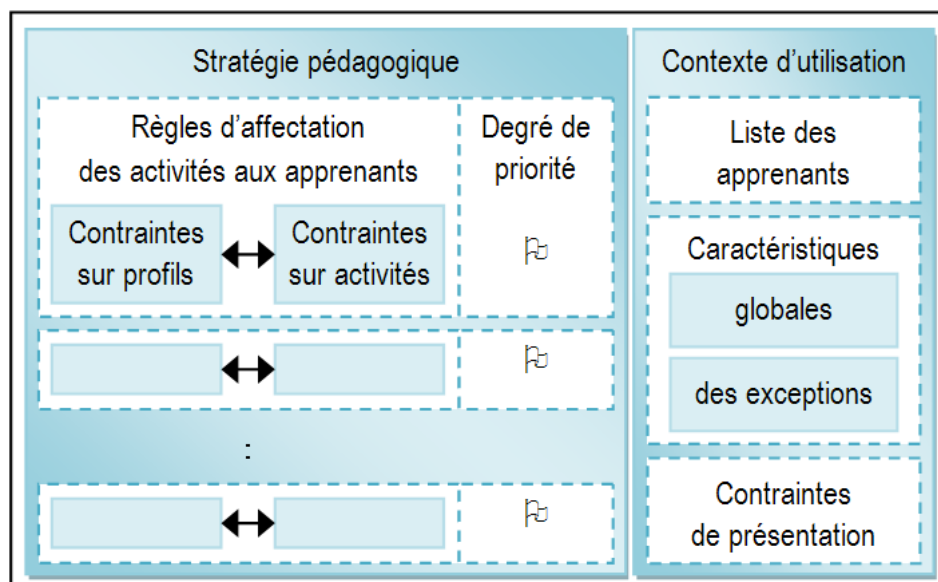 Stratégie pédagogique
Règles d'affectation
des activités aux apprenants
Degré de
priorité
Contraintes
sur profils
Contraintes
sur activités
:
Contexte d'utilisation
Liste des
apprenants
Caractéristiques
globales
des exceptions
Contraintes
de présentation